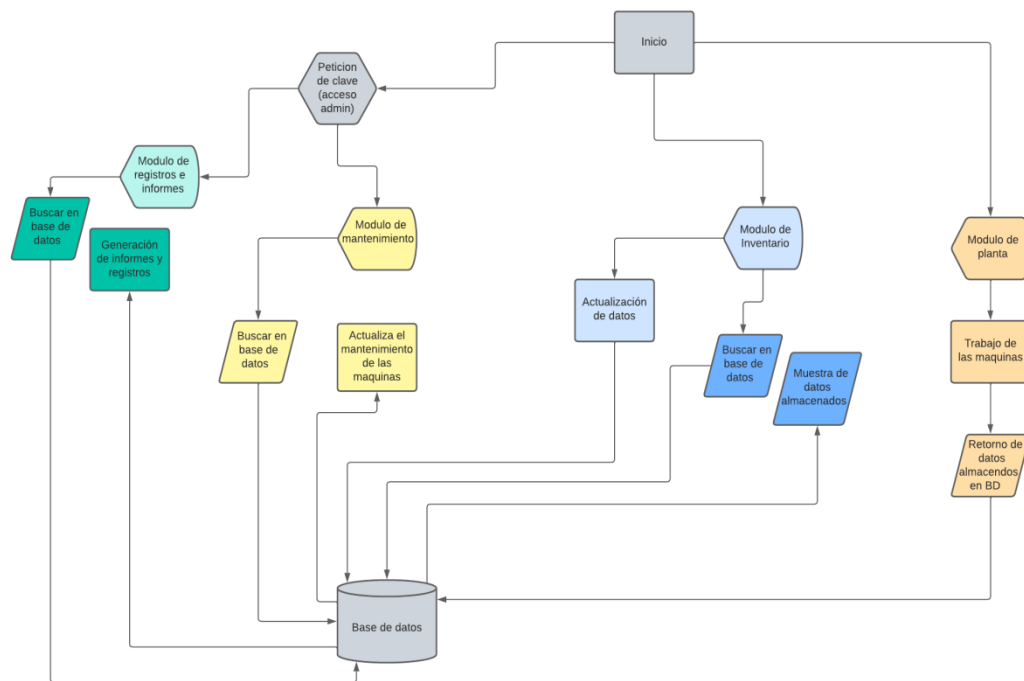 Inicio
Peticion
de clave
(acceso
admin)
Modulo de
registros e
informes
Buscar en
base de
datos
Generación
de informes y
registros
Modulo de
mantenimiento
Modulo de
Inventario
Modulo de
planta
Actualización
de datos
Buscar en
base de
datos
Actualiza el
mantenimiento
de las
maquinas
Buscar en
base de
datos
Muestra de
datos
almacenados
Trabajo de
las maquinas
Retorno de
datos
almacendos
en BD
Base de datos